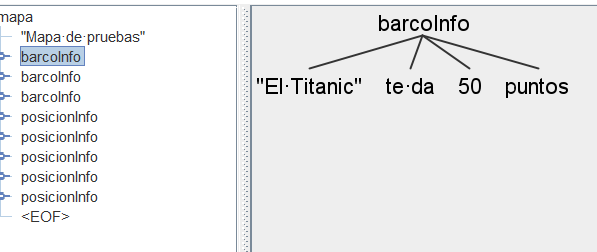 mapa
"Mapa·de·pruebas"
barcoInfo
barcoInfo
barcoInfo
posicionInfo
posicionInfo
posicionInfo
posicionInfo
posicionInfo
<EOF>
barcoInfo
"El·Titanic" te·da 50 puntos